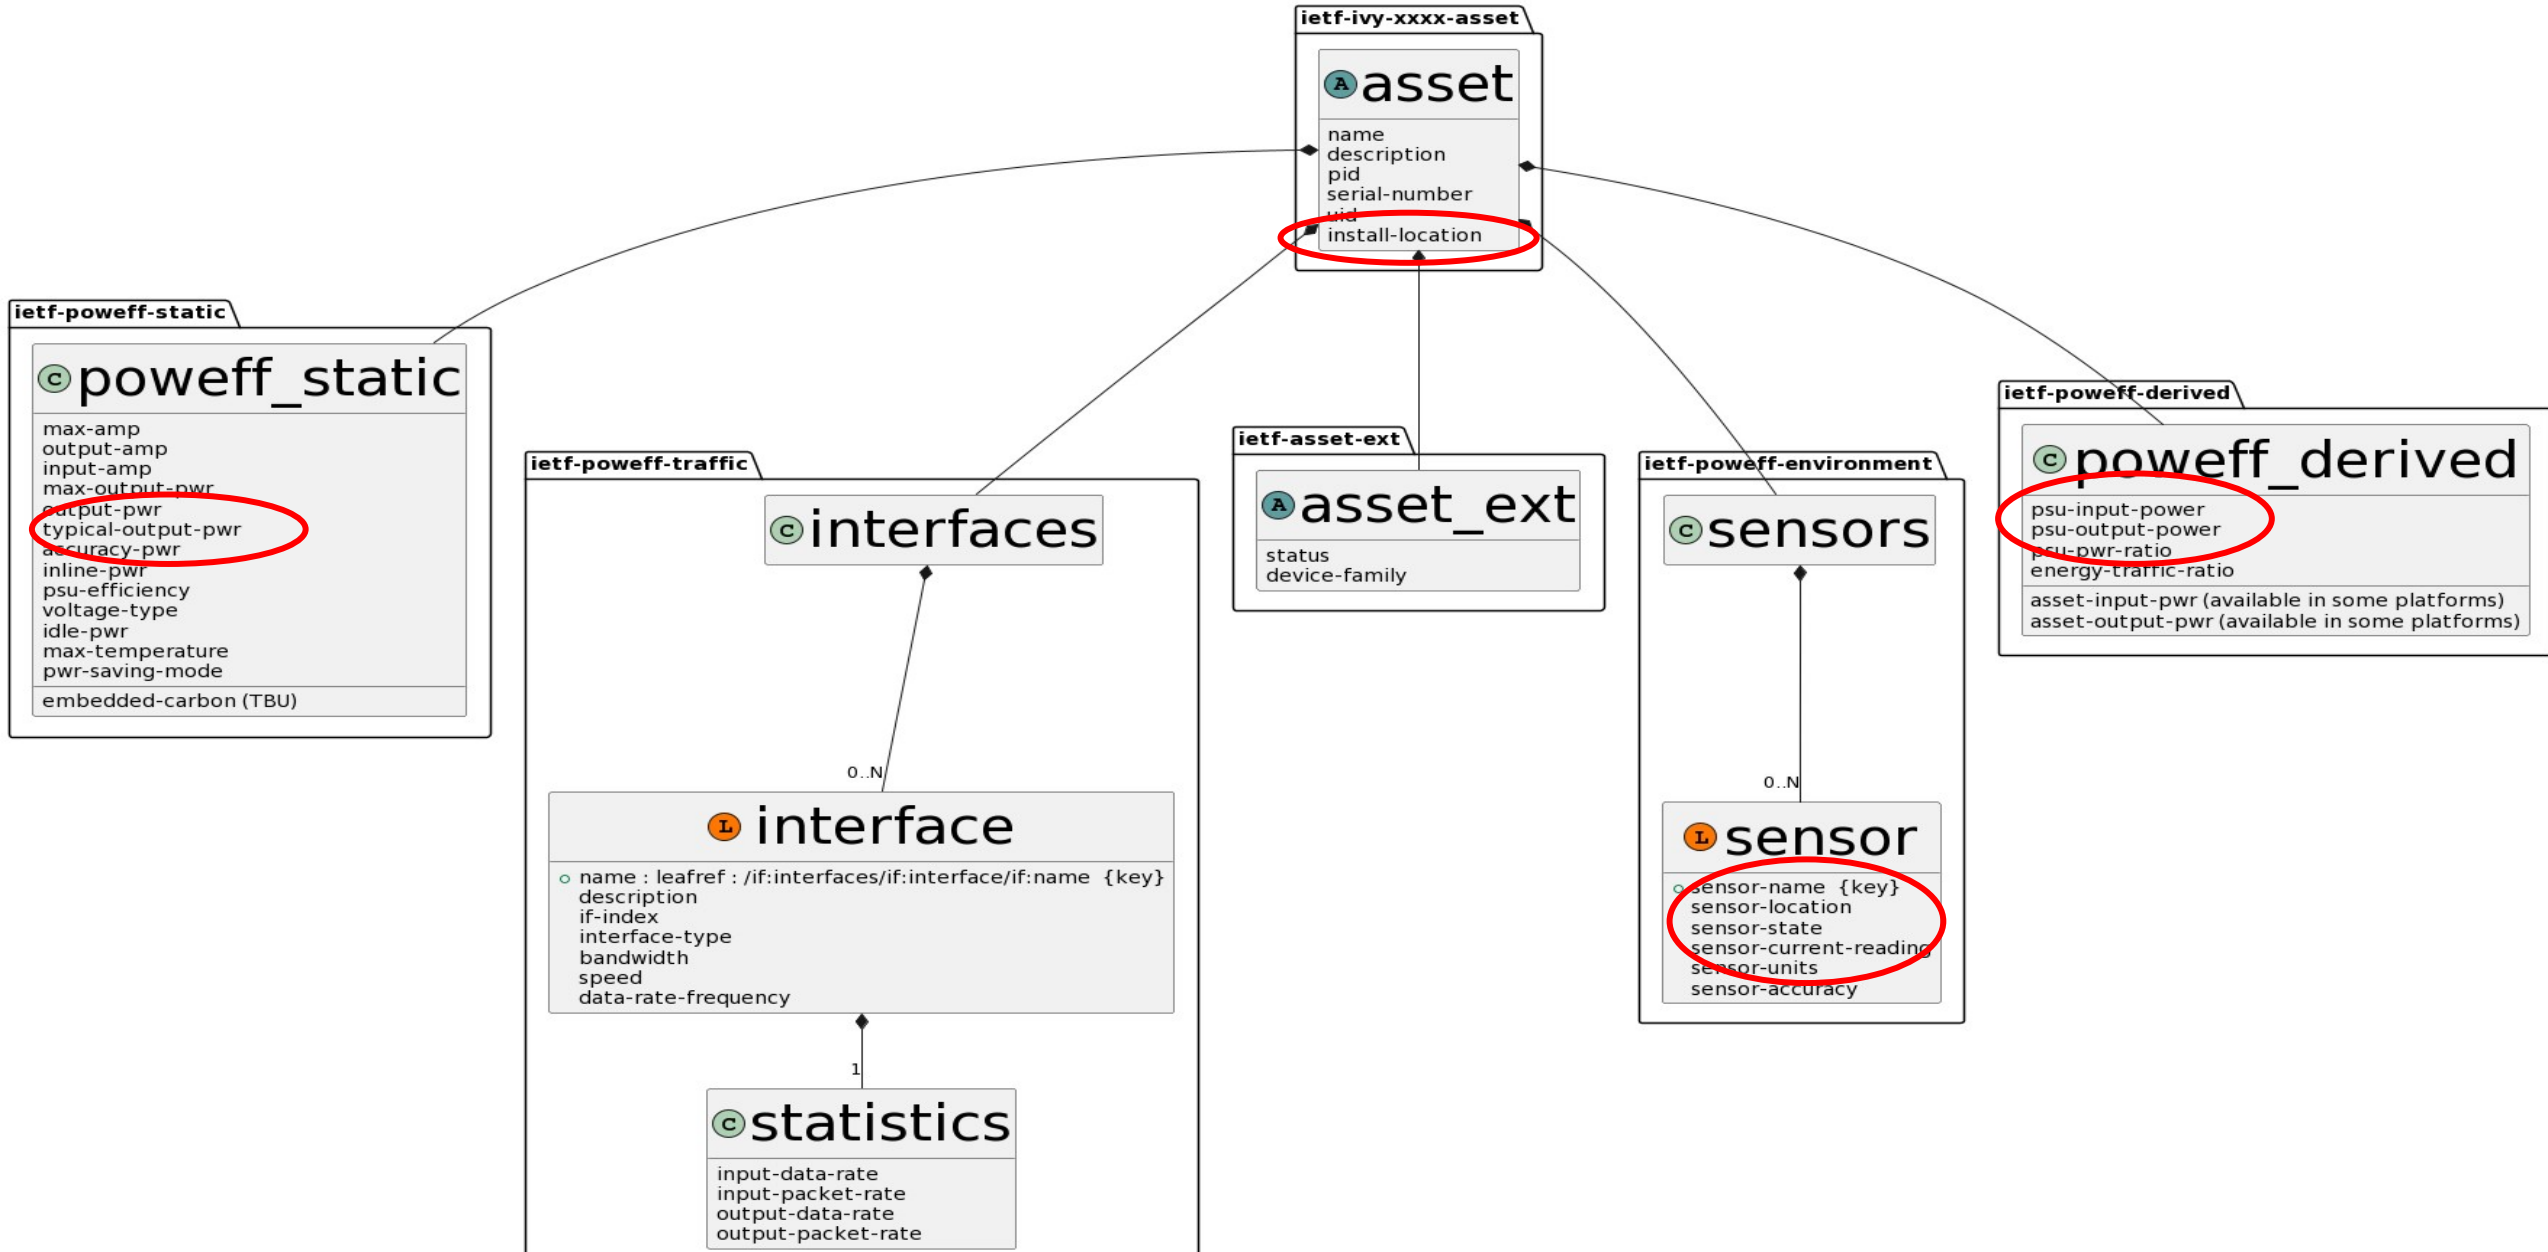 ietf-ivy-xxxx-asset
A asset
name
description
pid
serial-number
uid
install-location
ietf-poweff-static
C poweff_static
max-amp
output-amp
input-amp
max-output-pwr
output-pwr
typical-output-pwr
accuracy-pwr
inline-pwr
psu-efficiency
voltage-type
idle-pwr
max-temperature
pwr-saving-mode
embedded-carbon (TBU)
ietf-poweff-traffic
C interfaces
0..N
L interface
name : leafref : /if:interfaces/if:interface/if:name {key}
description
if-index
interface-type
bandwidth
speed
data-rate-frequency
1
C statistics
input-data-rate
input-packet-rate
output-data-rate
output-packet-rate
ietf-asset-ext
A asset_ext
status
device-family
ietf-poweff-environment
C sensors
0..N
L sensor
sensor-name {key}
sensor-location
sensor-state
sensor-current-reading
sensor-units
sensor-accuracy
ietf-poweff-derived
C poweff_derived
psu-input-power
psu-output-power
psu-pwr-ratio
energy-traffic-ratio
asset-input-pwr (available in some platforms)
asset-output-pwr (available in some platforms)